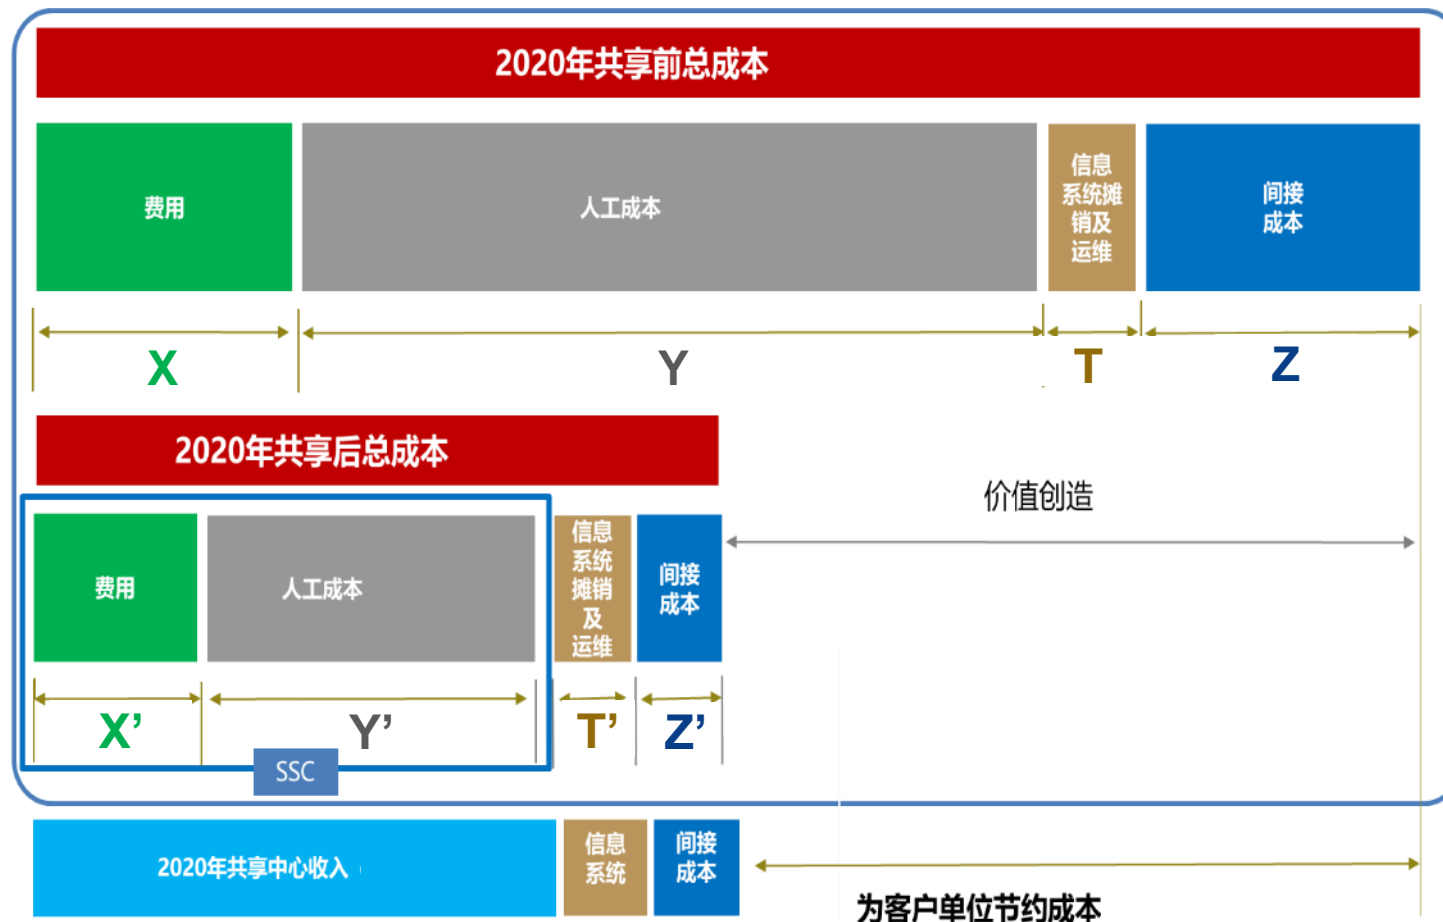 2020年共享前总成本
费用
人工成本
信息
系统摊
销及
运维
间接
成本
X
Y
T
Z
2020年共享后总成本
价值创造
费用
人工成本
信息
系统
摊销
及
运维
间接
成本
X’
Y’
T’
Z’
SSC
2020年共享中心收入
信息
系统
间接
成本
为客户单位节约成本